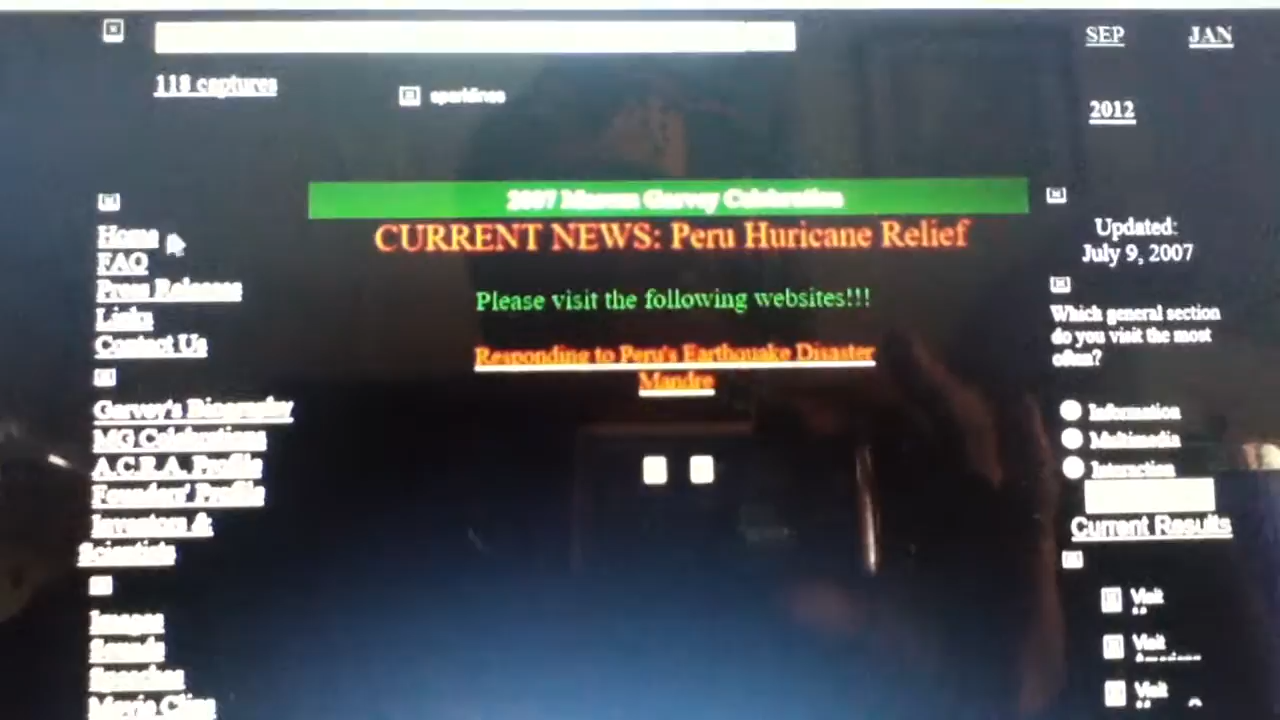 SEP JAN
118 captures
sparklines
2012
2007 Marcus Garvey Celebration
CURRENT NEWS: Peru Huricane Relief
Please visit the following websites!!!
Responding to Peru's Earthquake Disaster
Mandre
Home
FAQ
Press Releases
Links
Contact Us
Garvey's Biography
MG Celebrations
A.C.R.A. Profile
Founders' Profile
Inventors &
Scientists
Images
Sounds
Speeches
Movie Clips
Updated:
July 9, 2007
Which general section
do you visit the most
often?
Information
Multimedia
Interaction
Current Results
Visit
Visit
Visit